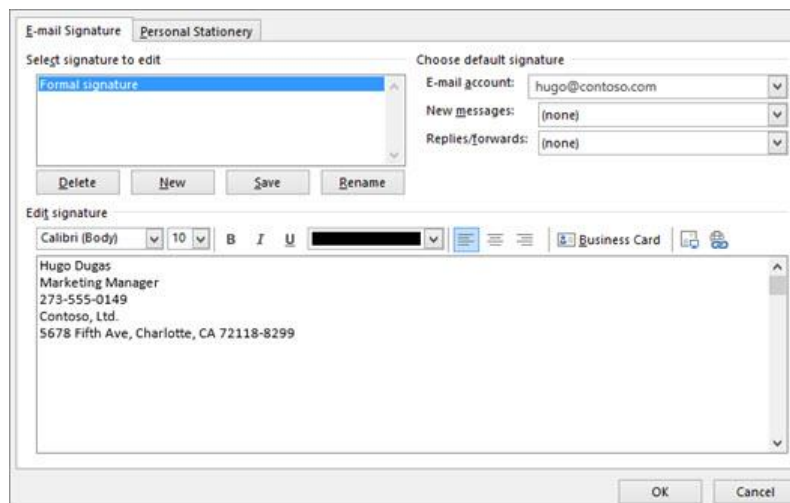 E-mail Signature Personal Stationery
Select signature to edit
Formal signature
Delete New Save Rename
Choose default signature
E-mail account: hugo@contoso.com
New messages: (none)
Replies/forwards: (none)
Edit signature
Calibri (Body) 10 B I U Business Card
Hugo Dugas
Marketing Manager
273-555-0149
Contoso, Ltd.
5678 Fifth Ave, Charlotte, CA 72118-8299
OK Cancel